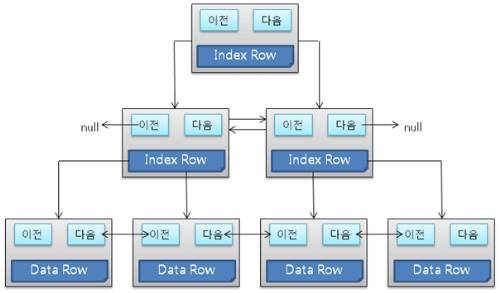 이전 다음
Index Row
null 이전 다음 이전 다음 null
Index Row Index Row
이전 다음 이전 다음 이전 다음 이전 다음
Data Row Data Row Data Row Data Row